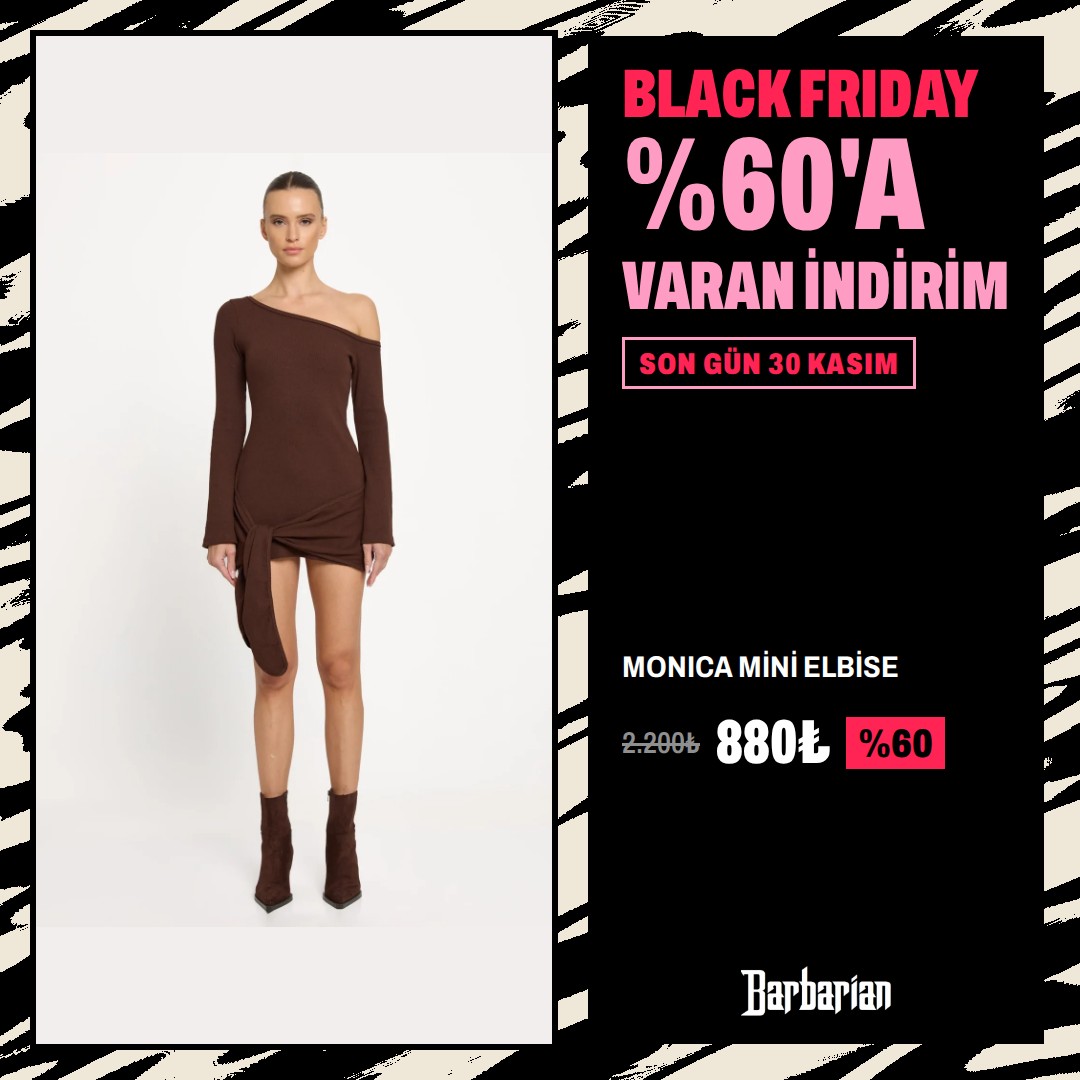 BLACK FRIDAY
%60'A
VARAN İNDİRİM
SON GÜN 30 KASIM
MONICA MİNİ ELBİSE
2.200₺ 880₺ %60
Barbarian